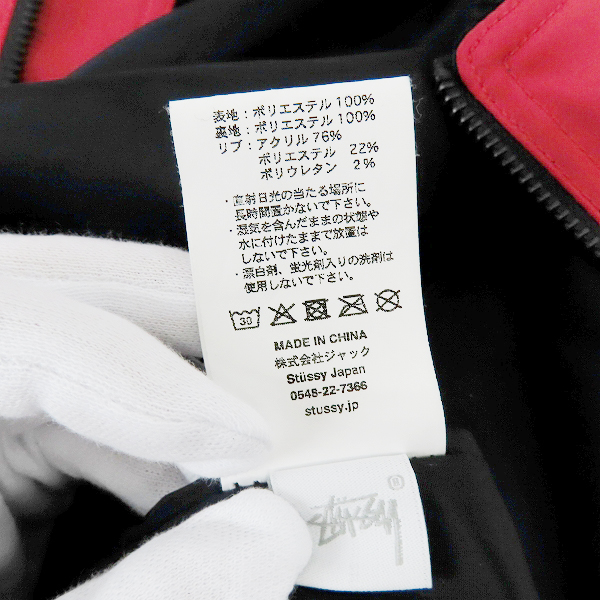 表地：ポリエステル 100%
裏地：ポリエステル 100%
リブ：アクリル 76%
ポリエステル 22%
ポリウレタン 2%
・直射日光の当たる場所に
長時間置かないで下さい。
・湿気を含んだままの状態や
水に付けたままで放置は
しないで下さい。
・漂白剤、蛍光剤入りの洗剤は
使用しないで下さい。
30
MADE IN CHINA
株式会社ジャック
Stüssy Japan
0548-22-7366
stussy.jp
STÜSSY ®